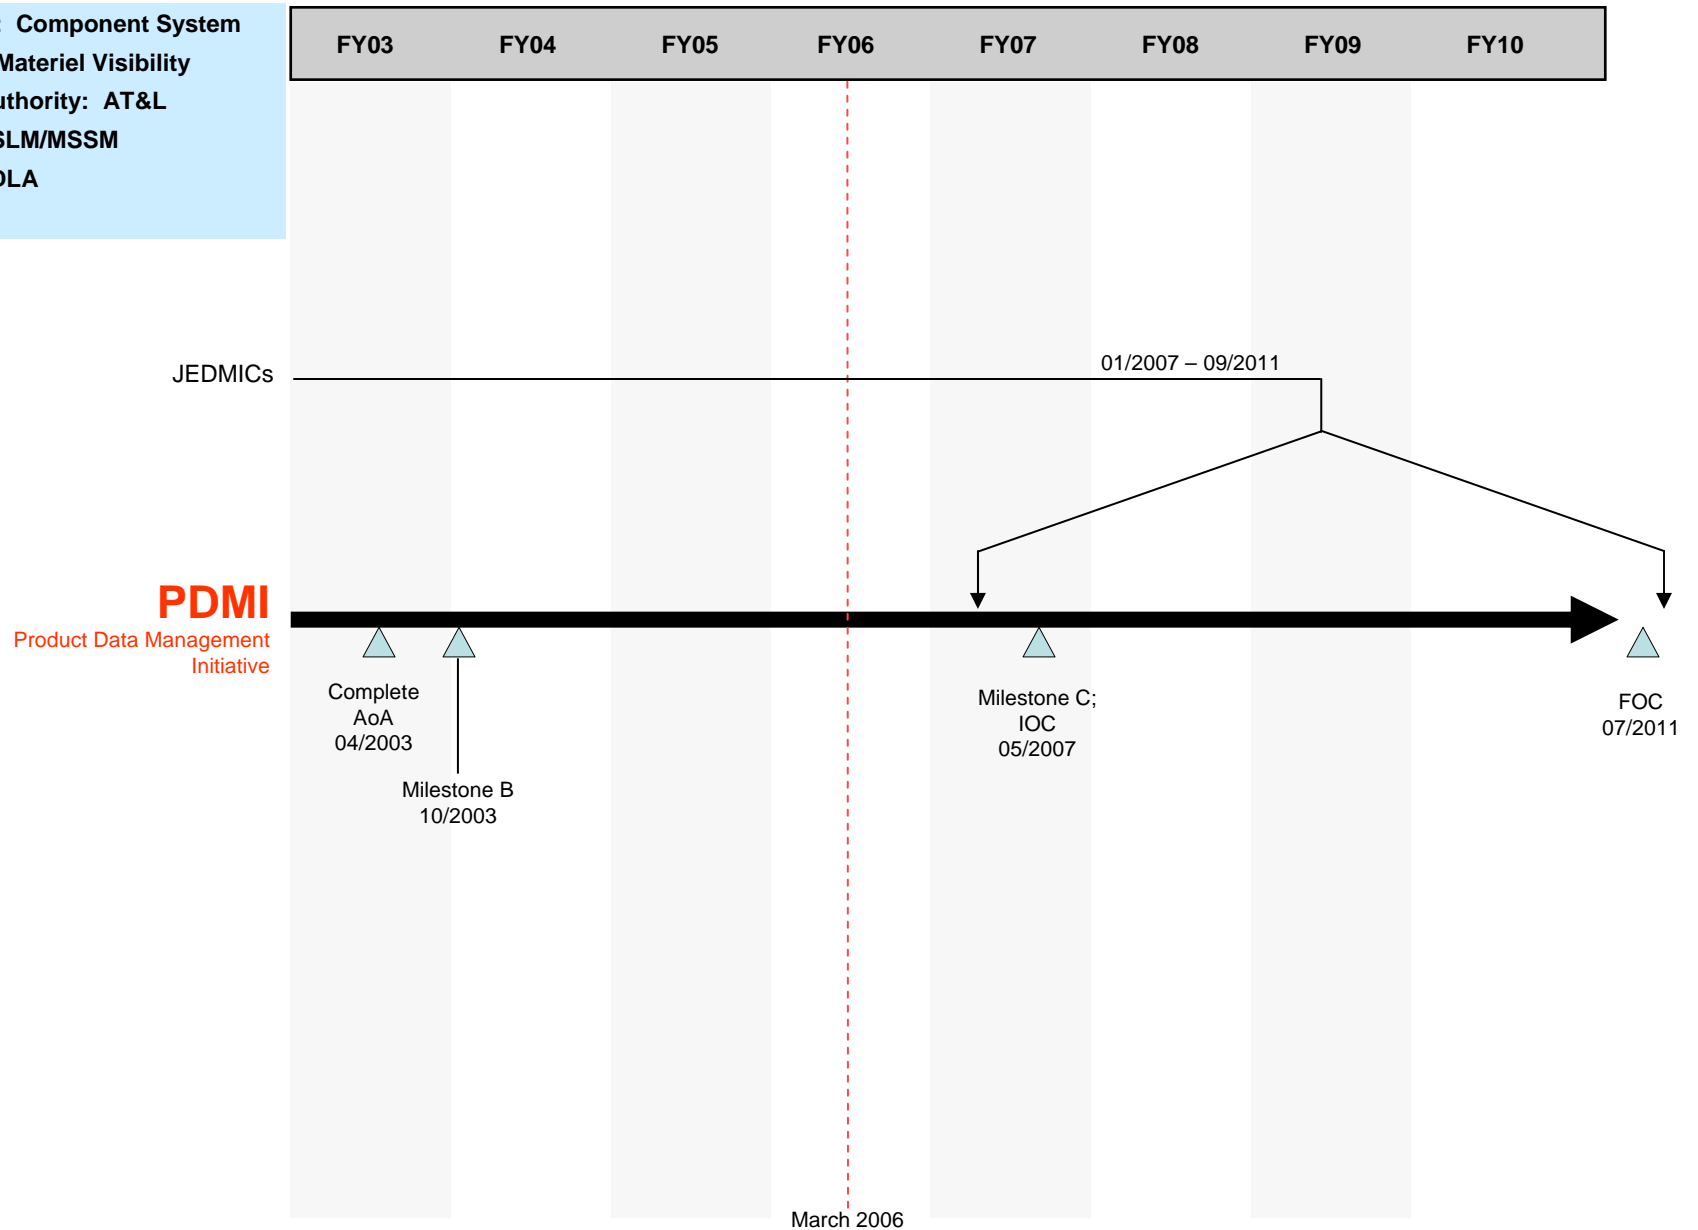 : Component System
Materiel Visibility
uthority: AT&L
SLM/MSSM
DLA
FY03 FY04 FY05 FY06 FY07 FY08 FY09 FY10
JEDMICs
01/2007 – 09/2011
PDMI
Product Data Management
Initiative
Complete
AoA
04/2003
Milestone B
10/2003
Milestone C;
IOC
05/2007
FOC
07/2011
March 2006